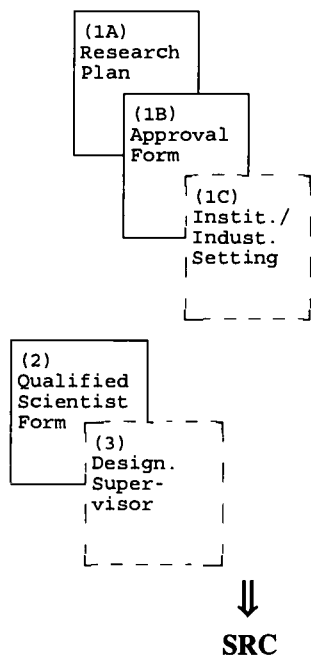 (1A)
Research
Plan
(1B)
Approval
Form
(1C)
Instit./
Indust.
Setting
(2)
Qualified
Scientist
Form
(3)
Design.
Super-
visor
⇓
SRC